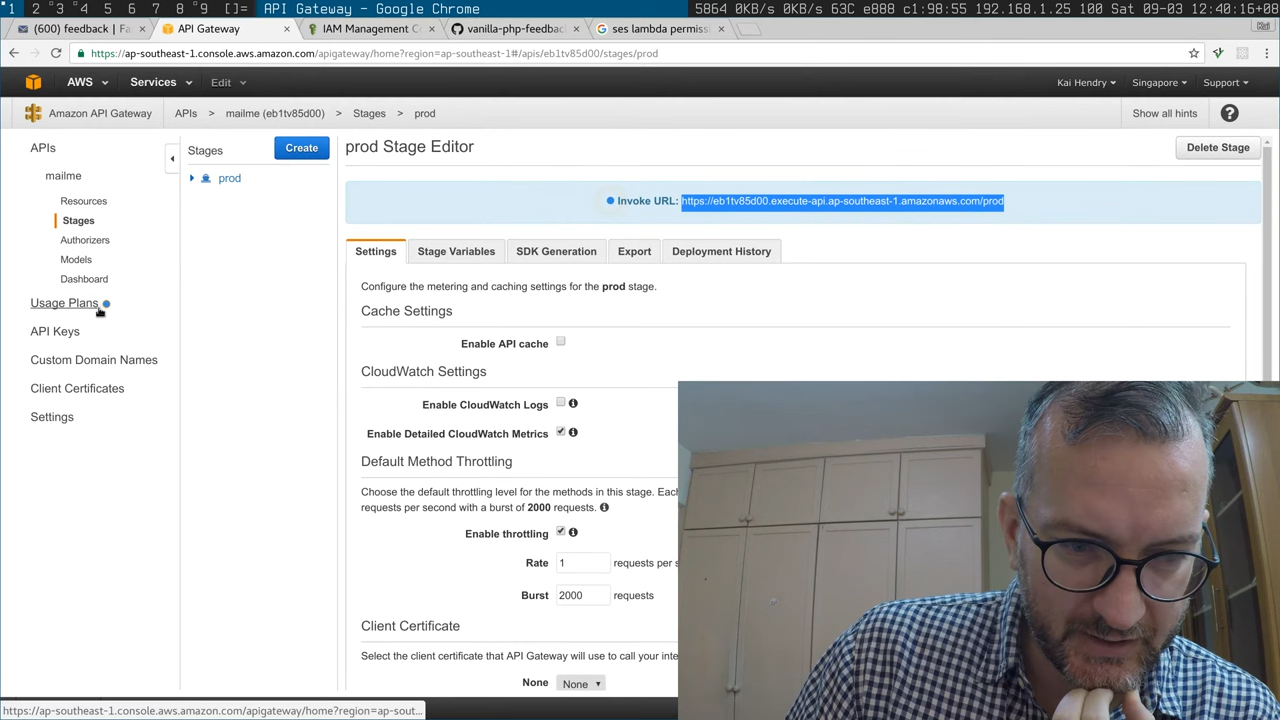 1 2 3 4 5 6 7 8 9 []= API Gateway - Google Chrome 5864 0KB/s 0KB/s 63C e888 c1:98:55 192.168.1.25 100 Sat 09-03 12:40:16+08
(600) feedback | Fa × API Gateway × IAM Management C × vanilla-php-feedbac × ses lambda permiss × Kai
https://ap-southeast-1.console.aws.amazon.com/apigateway/home?region=ap-southeast-1#/apis/eb1tv85d00/stages/prod
AWS Services Edit Kai Hendry Singapore Support
Amazon API Gateway APIs > mailme (eb1tv85d00) > Stages > prod Show all hints ?
APIs
mailme
Resources
Stages
Authorizers
Models
Dashboard
Usage Plans
API Keys
Custom Domain Names
Client Certificates
Settings
Stages Create
prod
prod Stage Editor Delete Stage
Invoke URL: https://eb1tv85d00.execute-api.ap-southeast-1.amazonaws.com/prod
Settings Stage Variables SDK Generation Export Deployment History
Configure the metering and caching settings for the prod stage.
Cache Settings
Enable API cache
CloudWatch Settings
Enable CloudWatch Logs
Enable Detailed CloudWatch Metrics
Default Method Throttling
Choose the default throttling level for the methods in this stage. Eac
requests per second with a burst of 2000 requests.
Enable throttling
Rate 1 requests per s
Burst 2000 requests
Client Certificate
Select the client certificate that API Gateway will use to call your inte
None None
https://ap-southeast-1.console.aws.amazon.com/apigateway/home?region=ap-sout...